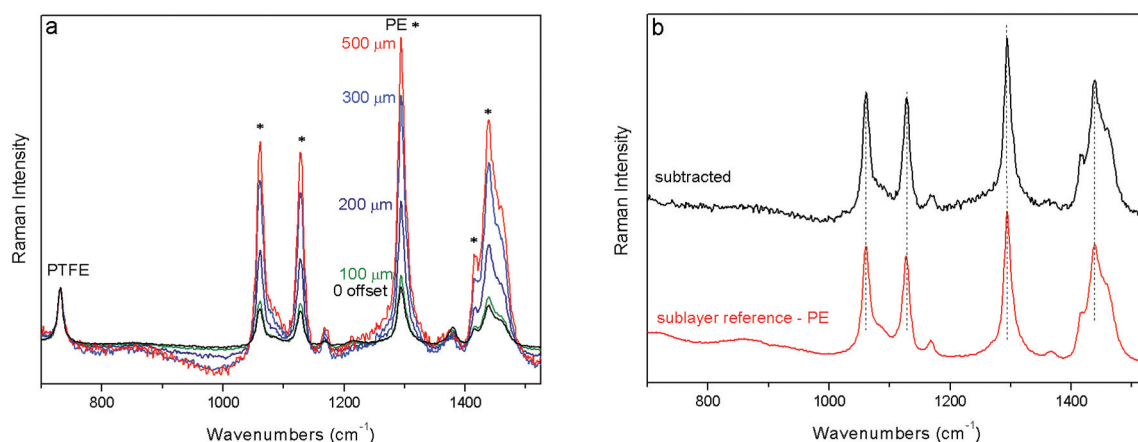 a
PE *
500 μm
300 μm
* * *
200 μm
*
PTFE
100 μm
0 offset
Raman Intensity
800 1000 1200 1400
Wavenumbers (cm⁻¹)
b
subtracted
sublayer reference - PE
Raman Intensity
800 1000 1200 1400
Wavenumbers (cm⁻¹)